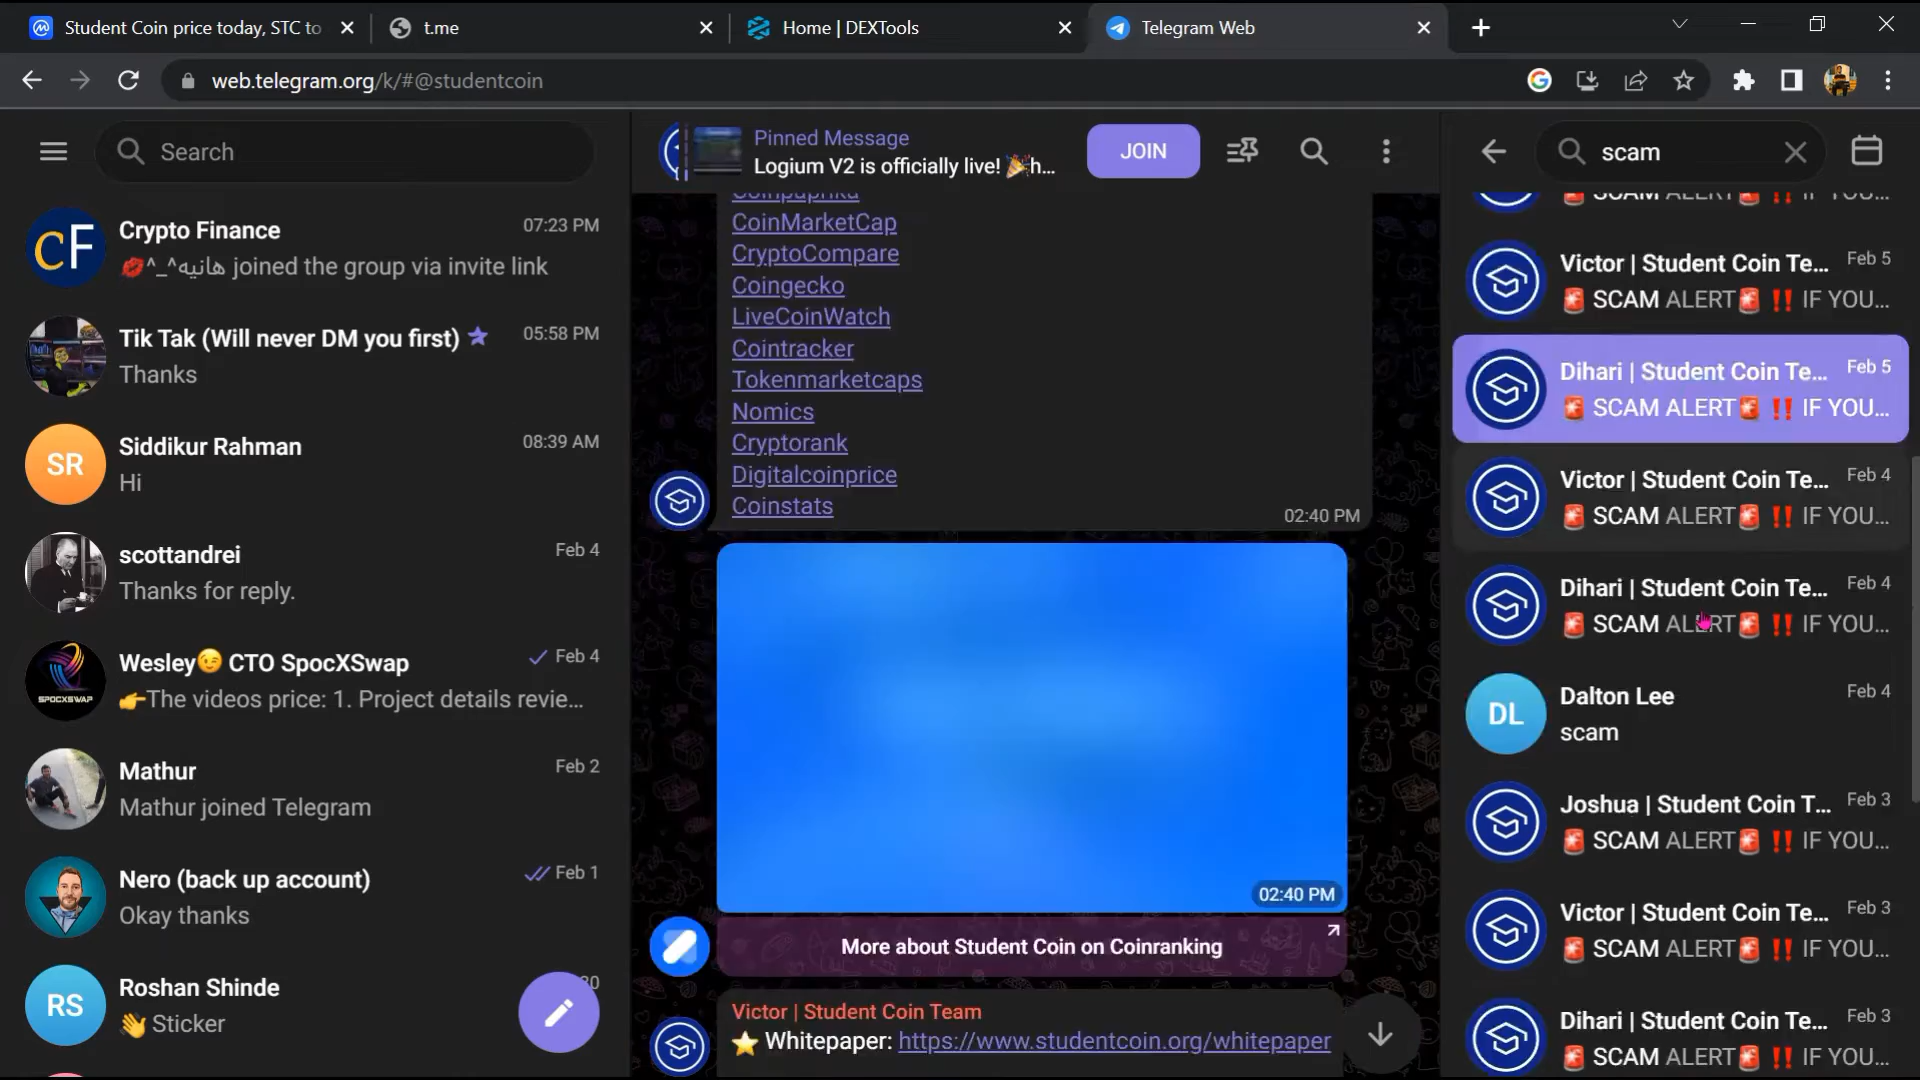 Student Coin price today, STC to
t.me
Home | DEXTools
Telegram Web
web.telegram.org/k/#@studentcoin
Search
Crypto Finance
07:23 PM
💋^_^هانیه joined the group via invite link
Tik Tak (Will never DM you first)
05:58 PM
Thanks
SR
Siddikur Rahman
08:39 AM
Hi
scottandrei
Feb 4
Thanks for reply.
SPOCXSWAP
Wesley😉 CTO SpocXSwap
Feb 4
👉The videos price: 1. Project details revie...
Mathur
Feb 2
Mathur joined Telegram
Nero (back up account)
Feb 1
Okay thanks
RS
Roshan Shinde
👋 Sticker
Pinned Message
Logium V2 is officially live! 🎉h...
JOIN
Coinpaprika
CoinMarketCap
CryptoCompare
Coingecko
LiveCoinWatch
Cointracker
Tokenmarketcaps
Nomics
Cryptorank
Digitalcoinprice
Coinstats
02:40 PM
02:40 PM
More about Student Coin on Coinranking
Victor | Student Coin Team
⭐ Whitepaper: https://www.studentcoin.org/whitepaper
scam
🚨 SCAM ALERT🚨 ‼️ IF YOU...
Victor | Student Coin Te...
Feb 5
🚨 SCAM ALERT🚨 ‼️ IF YOU...
Dihari | Student Coin Te...
Feb 5
🚨 SCAM ALERT🚨 ‼️ IF YOU...
Victor | Student Coin Te...
Feb 4
🚨 SCAM ALERT🚨 ‼️ IF YOU...
Dihari | Student Coin Te...
Feb 4
🚨 SCAM ALERT🚨 ‼️ IF YOU...
DL
Dalton Lee
Feb 4
scam
Joshua | Student Coin T...
Feb 3
🚨 SCAM ALERT🚨 ‼️ IF YOU...
Victor | Student Coin Te...
Feb 3
🚨 SCAM ALERT🚨 ‼️ IF YOU...
Dihari | Student Coin Te...
Feb 3
🚨 SCAM ALERT🚨 ‼️ IF YOU...